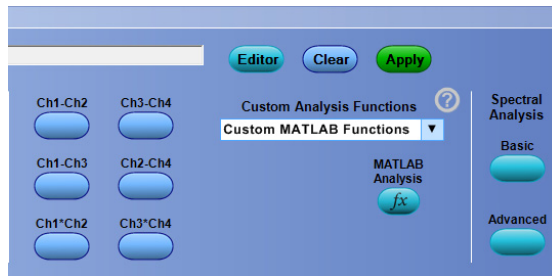 Editor Clear Apply
Ch1-Ch2 Ch3-Ch4
Custom Analysis Functions ?
Custom MATLAB Functions
Spectral
Analysis
Basic
Ch1-Ch3 Ch2-Ch4
MATLAB
Analysis
fx
Ch1*Ch2 Ch3*Ch4
Advanced